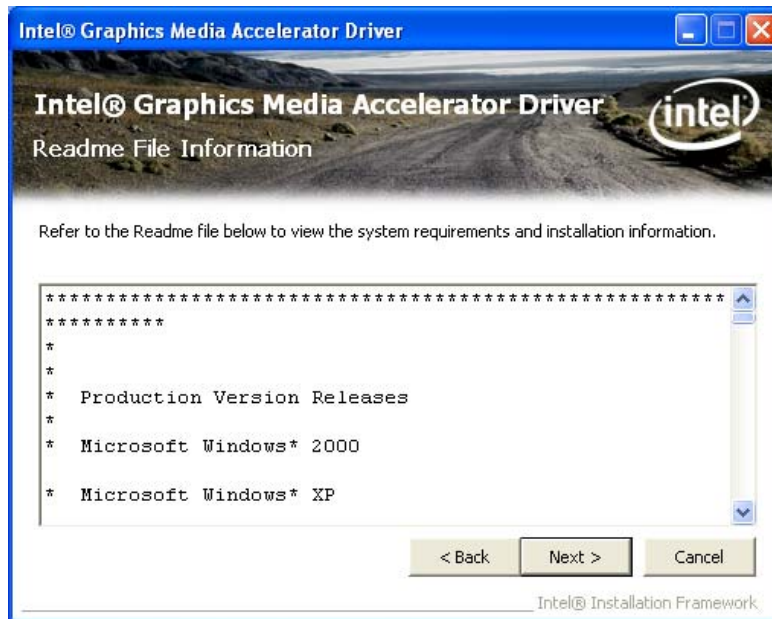 Intel® Graphics Media Accelerator Driver
Intel® Graphics Media Accelerator Driver
intel
Readme File Information
Refer to the Readme file below to view the system requirements and installation information.
********************************************************
**********
*
*
* Production Version Releases
*
* Microsoft Windows* 2000
* Microsoft Windows* XP
< Back
Next >
Cancel
Intel® Installation Framework